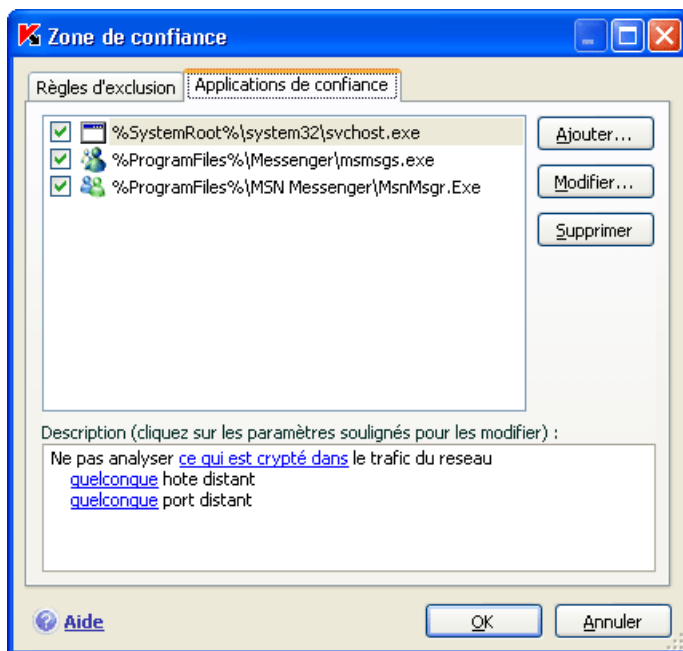 Zone de confiance
Règles d'exclusion
Applications de confiance
%SystemRoot%\system32\svchost.exe
%ProgramFiles%\Messenger\msmsgs.exe
%ProgramFiles%\MSN Messenger\MsnMsgr.Exe
Ajouter...
Modifier...
Supprimer
Description (cliquez sur les paramètres soulignés pour les modifier) :
Ne pas analyser ce qui est crypté dans le trafic du reseau
quelconque hote distant
quelconque port distant
Aide
OK
Annuler